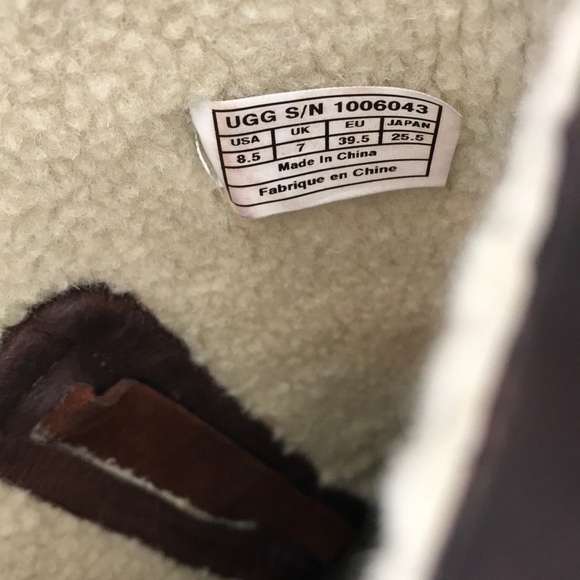 UGG S/N 1006043
USA UK EU JAPAN
8.5 7 39.5 25.5
Made In China
Fabrique en Chine